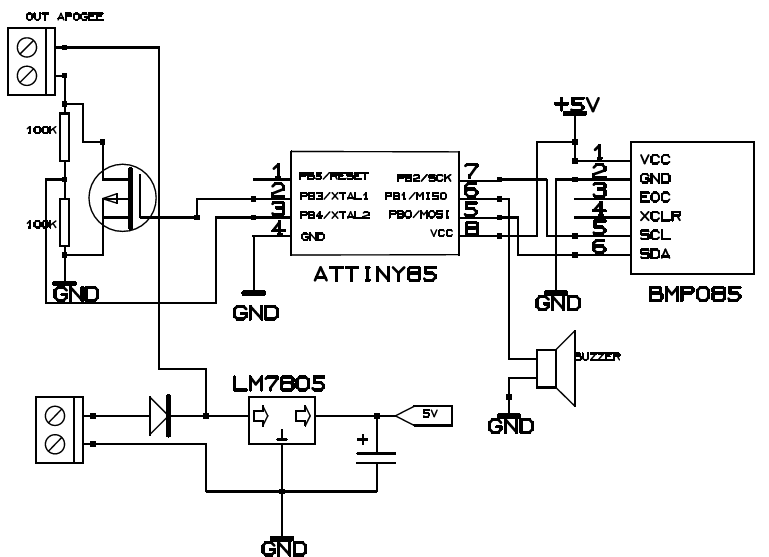 OUT APOGEE
100K
100K
GND
1 PB5/RESET
2 PB3/XTAL1
3 PB4/XTAL2
4 GND
PB2/SCK 7
PB1/MISO 6
PB0/MOSI 5
VCC 8
ATTINY85
GND
+5V
1 VCC
2 GND
3 EOC
4 XCLR
5 SCL
6 SDA
BMP085
GND
BUZZER
GND
LM7805
5V
+
GND